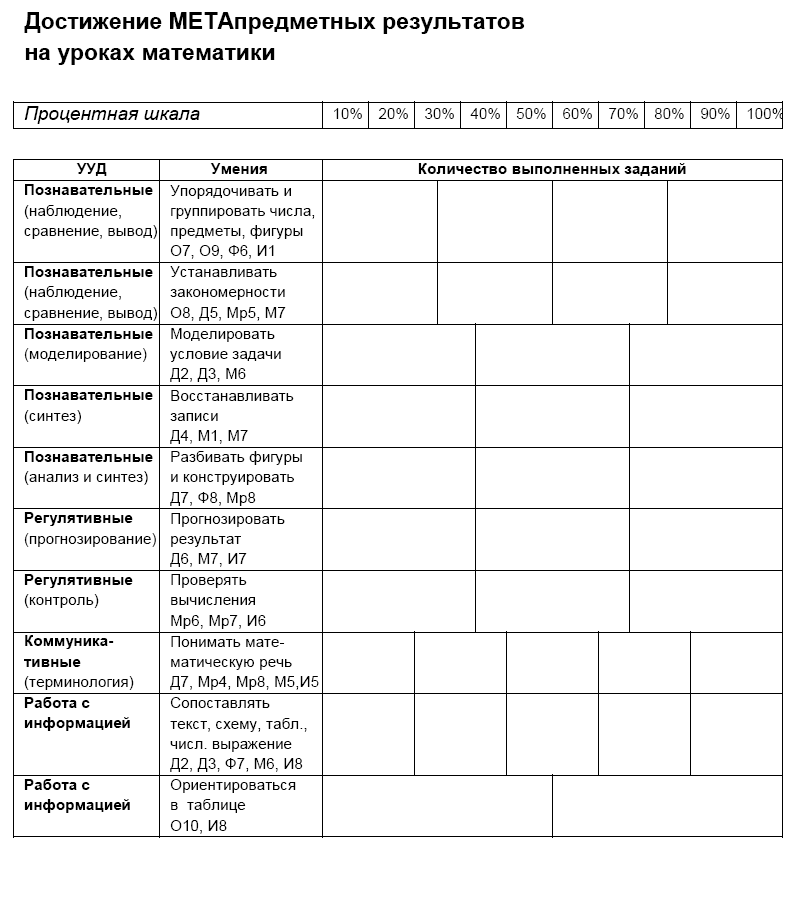 Достижение МЕТАпредметных результатов
на уроках математики
Процентная шкала 10% 20% 30% 40% 50% 60% 70% 80% 90% 100%
УУД Умения Количество выполненных заданий
Познавательные
(наблюдение,
сравнение, вывод)
Упорядочивать и
группировать числа,
предметы, фигуры
О7, О9, Ф6, И1
Познавательные
(наблюдение,
сравнение, вывод)
Устанавливать
закономерности
О8, Д5, Мр5, М7
Познавательные
(моделирование)
Моделировать
условие задачи
Д2, Д3, М6
Познавательные
(синтез)
Восстанавливать
записи
Д4, М1, М7
Познавательные
(анализ и синтез)
Разбивать фигуры
и конструировать
Д7, Ф8, Мр8
Регулятивные
(прогнозирование)
Прогнозировать
результат
Д6, М7, И7
Регулятивные
(контроль)
Проверять
вычисления
Мр6, Мр7, И6
Коммуника-
тивные
(терминология)
Понимать мате-
матическую речь
Д7, Мр4, Мр8, М5,И5
Работа с
информацией
Сопоставлять
текст, схему, табл.,
числ. выражение
Д2, Д3, Ф7, М6, И8
Работа с
информацией
Ориентироваться
в таблице
О10, И8